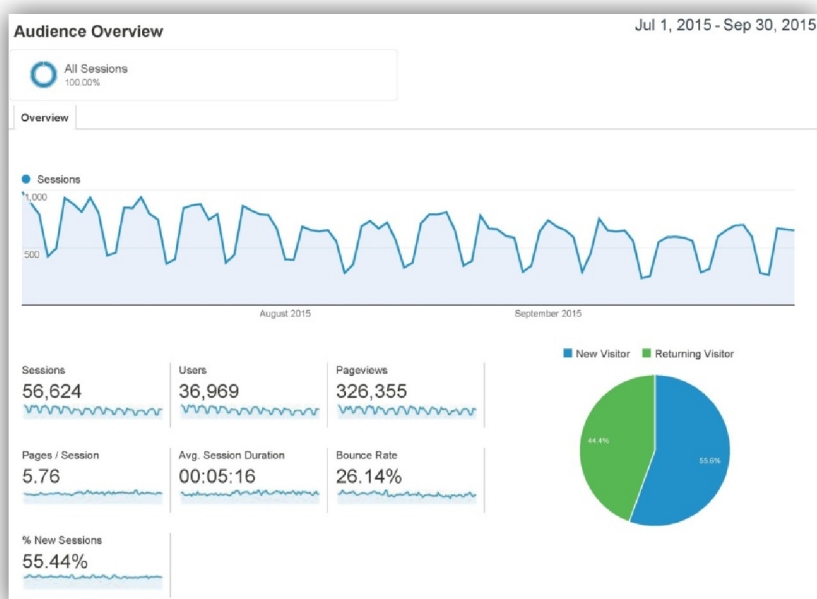 Audience Overview
Jul 1, 2015 - Sep 30, 2015
All Sessions
100.00%
Overview
Sessions
1,000
500
August 2015
September 2015
New Visitor
Returning Visitor
Sessions
56,624
Users
36,969
Pageviews
326,355
44.4%
55.6%
Pages / Session
5.76
Avg. Session Duration
00:05:16
Bounce Rate
26.14%
% New Sessions
55.44%